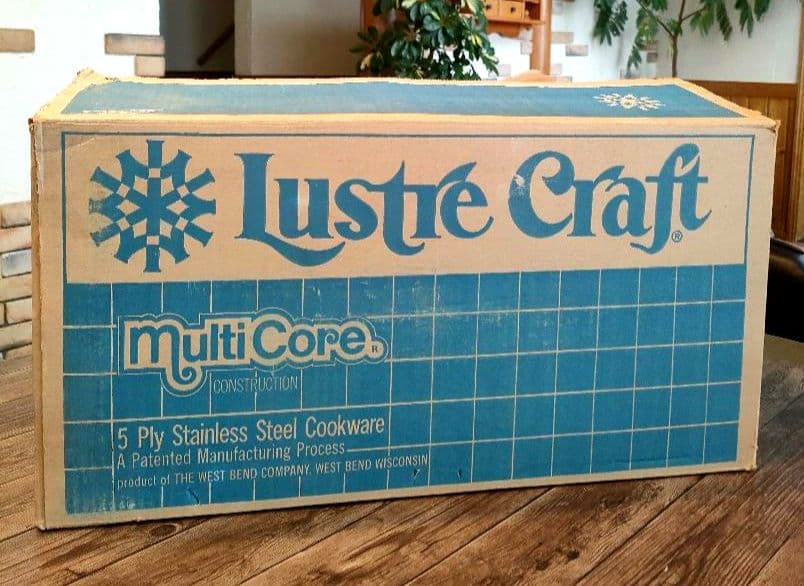 Lustre Craft®
MultiCore®
CONSTRUCTION
5 Ply Stainless Steel Cookware
A Patented Manufacturing Process
product of THE WEST BEND COMPANY, WEST BEND WISCONSIN